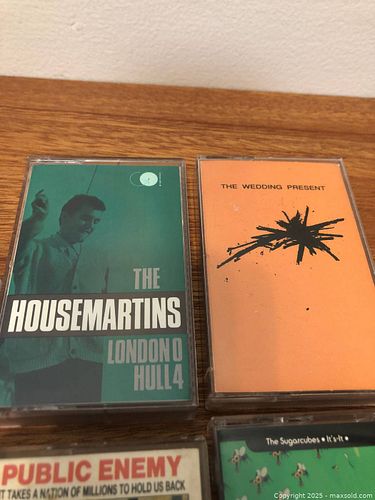 THE
HOUSEMARTINS
LONDON 0
HULL 4
THE WEDDING PRESENT
PUBLIC ENEMY
IT TAKES A NATION OF MILLIONS TO HOLD US BACK
The Sugarcubes • It's-It •
Copyright 2025 - maxsold.com